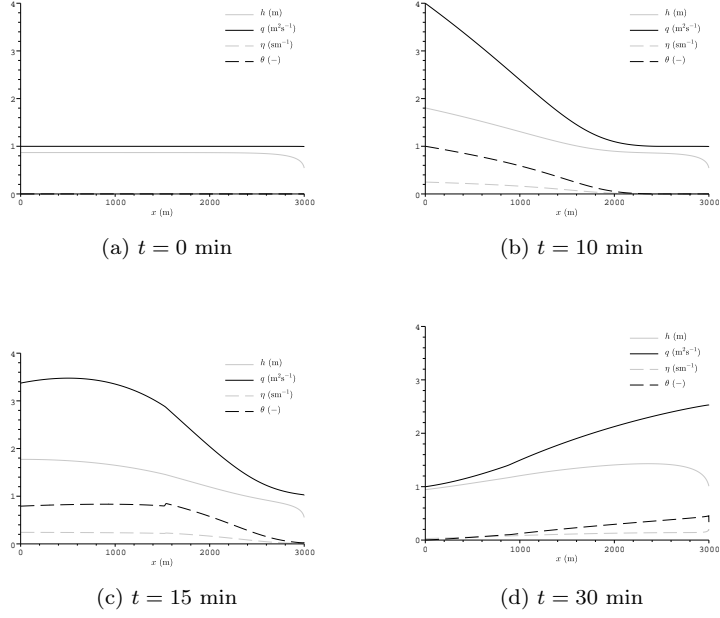 4
3
2
1
0
h (m)
q (m²s⁻¹)
η (sm⁻¹)
θ (−)
0 1000 2000 3000
x (m)
(a) t = 0 min
4
3
2
1
0
h (m)
q (m²s⁻¹)
η (sm⁻¹)
θ (−)
0 1000 2000 3000
x (m)
(b) t = 10 min
4
3
2
1
0
h (m)
q (m²s⁻¹)
η (sm⁻¹)
θ (−)
0 1000 2000 3000
x (m)
(c) t = 15 min
4
3
2
1
0
h (m)
q (m²s⁻¹)
η (sm⁻¹)
θ (−)
0 1000 2000 3000
x (m)
(d) t = 30 min